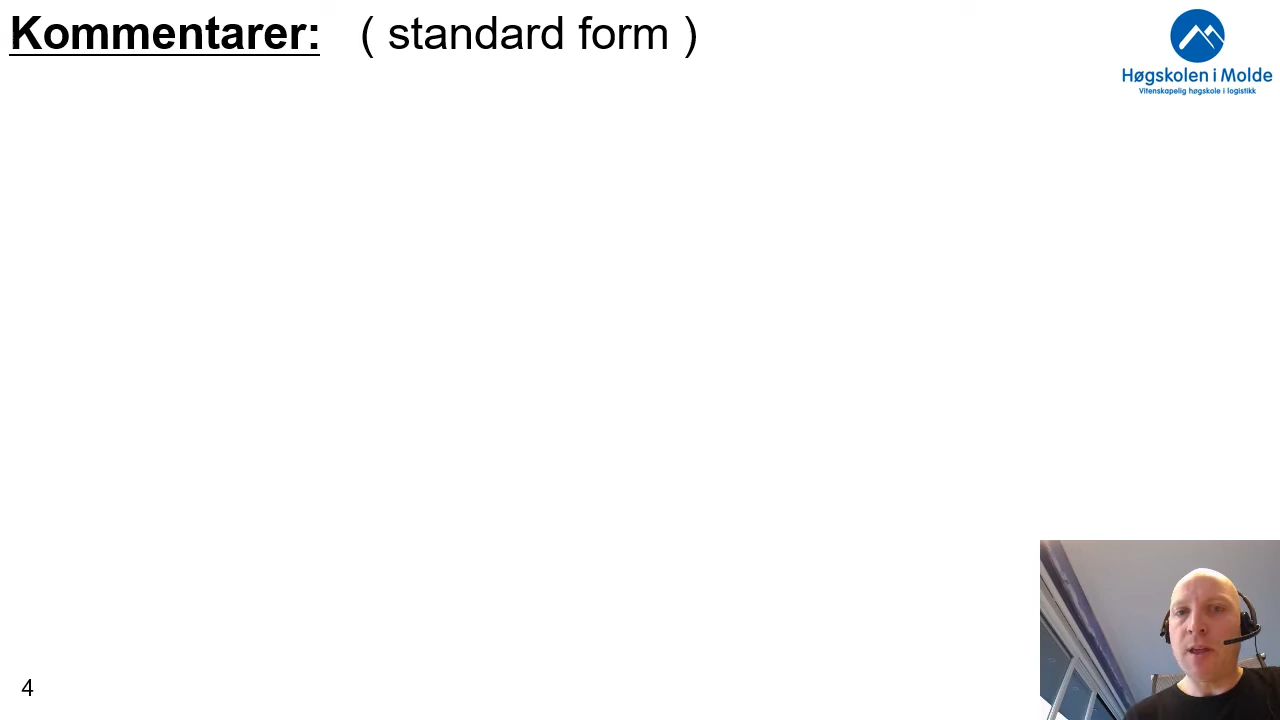 Kommentarer: ( standard form )
Høgskolen i Molde
Vitenskapelig høgskole i logistikk
4